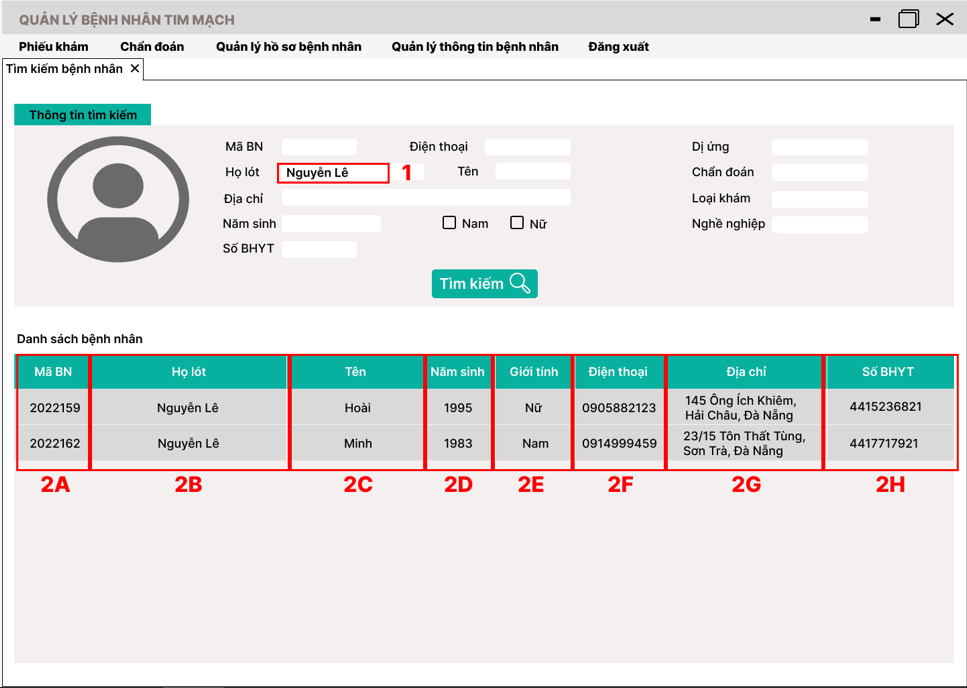 QUẢN LÝ BỆNH NHÂN TIM MẠCH
Phiếu khám Chẩn đoán Quản lý hồ sơ bệnh nhân Quản lý thông tin bệnh nhân Đăng xuất
Tìm kiếm bệnh nhân ✕
Thông tin tìm kiếm
Mã BN Điện thoại Dị ứng
Họ lót Nguyễn Lê 1 Tên Chẩn đoán
Địa chỉ Loại khám
Năm sinh Nam Nữ Nghề nghiệp
Số BHYT
Tìm kiếm
Danh sách bệnh nhân
Mã BN Họ lót Tên Năm sinh Giới tính Điện thoại Địa chỉ Số BHYT
2022159 Nguyễn Lê Hoài 1995 Nữ 0905882123 145 Ông Ích Khiêm, 4415236821
Hải Châu, Đà Nẵng
2022162 Nguyễn Lê Minh 1983 Nam 0914999459 23/15 Tôn Thất Tùng, 4417717921
Sơn Trà, Đà Nẵng
2A 2B 2C 2D 2E 2F 2G 2H